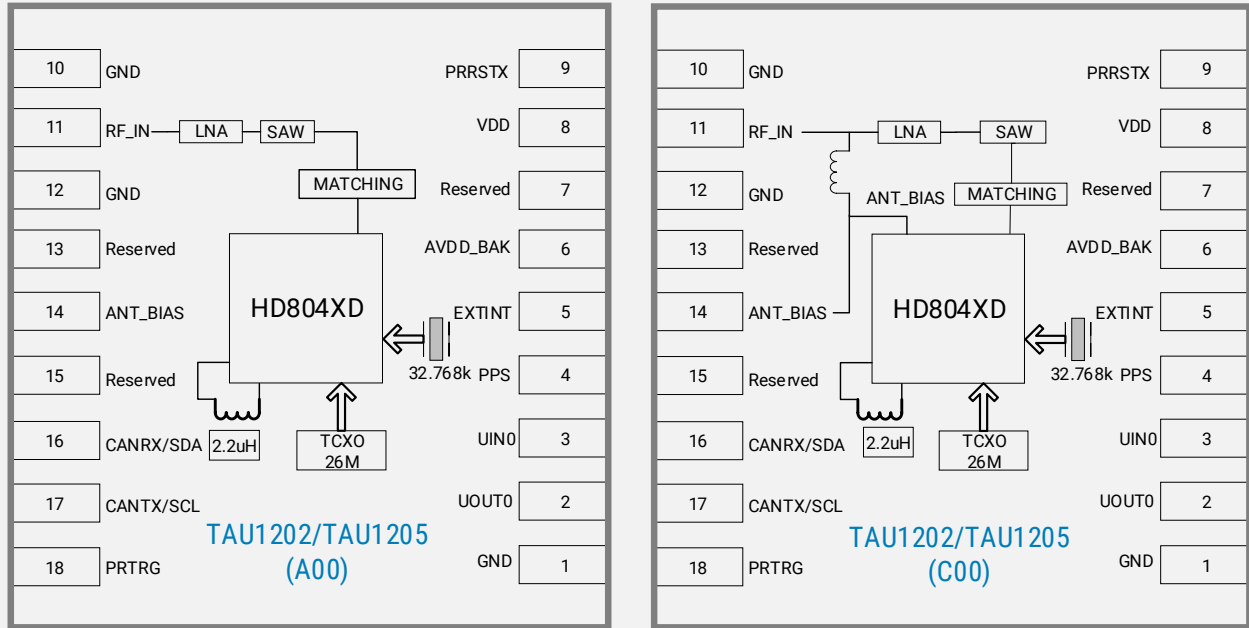 10 GND PRRSTX 9
11 RF_IN LNA SAW VDD 8
MATCHING
12 GND Reserved 7
13 Reserved AVDD_BAK 6
HD804XD
14 ANT_BIAS EXTINT 5
32.768k
15 Reserved PPS 4
16 CANRX/SDA 2.2uH TCXO UIN0 3
26M
17 CANTX/SCL UOUT0 2
TAU1202/TAU1205
18 PRTRG (A00) GND 1
10 GND PRRSTX 9
11 RF_IN LNA SAW VDD 8
12 GND ANT_BIAS MATCHING Reserved 7
13 Reserved AVDD_BAK 6
HD804XD
14 ANT_BIAS EXTINT 5
32.768k
15 Reserved PPS 4
16 CANRX/SDA 2.2uH TCXO UIN0 3
26M
17 CANTX/SCL UOUT0 2
TAU1202/TAU1205
18 PRTRG (C00) GND 1